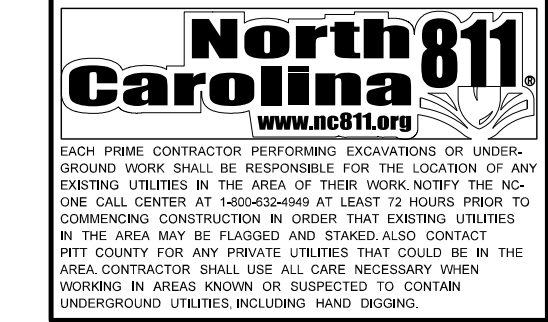 North
Carolina 811®
www.nc811.org
EACH PRIME CONTRACTOR PERFORMING EXCAVATIONS OR UNDER-
GROUND WORK SHALL BE RESPONSIBLE FOR THE LOCATION OF ANY
EXISTING UTILITIES IN THE AREA OF THEIR WORK. NOTIFY THE NC-
ONE CALL CENTER AT 1-800-632-4949 AT LEAST 72 HOURS PRIOR TO
COMMENCING CONSTRUCTION IN ORDER THAT EXISTING UTILITIES
IN THE AREA MAY BE FLAGGED AND STAKED. ALSO CONTACT
PITT COUNTY FOR ANY PRIVATE UTILITIES THAT COULD BE IN THE
AREA. CONTRACTOR SHALL USE ALL CARE NECESSARY WHEN
WORKING IN AREAS KNOWN OR SUSPECTED TO CONTAIN
UNDERGROUND UTILITIES, INCLUDING HAND DIGGING.